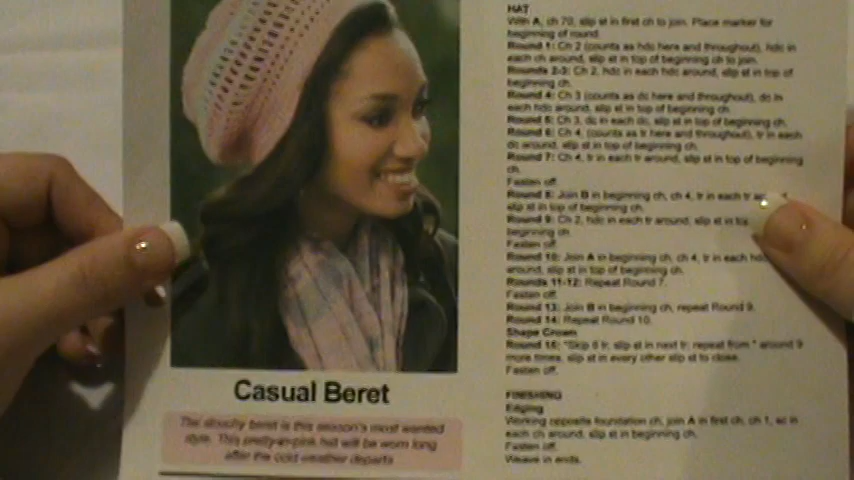 Casual Beret
The slouchy beret is this season's most wanted
style. This pretty-in-pink hat will be worn long
after the cold weather departs
HAT
With A, ch 70, slip st in first ch to join. Place marker for
beginning of round.
Round 1: Ch 2 (counts as hdc here and throughout), hdc in
each ch around, slip st in top of beginning ch to join.
Rounds 2-3: Ch 2, hdc in each hdc around, slip st in top of
beginning ch.
Round 4: Ch 3 (counts as dc here and throughout), dc in
each hdc around, slip st in top of beginning ch.
Round 5: Ch 3, dc in each dc, slip st in top of beginning ch.
Round 6: Ch 4, (counts as tr here and throughout), tr in each
dc around, slip st in top of beginning ch.
Round 7: Ch 4, tr in each tr around, slip st in top of beginning
ch.
Fasten off.
Round 8: Join B in beginning ch, ch 4, tr in each tr
slip st in top of beginning ch.
Round 9: Ch 2, hdc in each tr around, slip st in
beginning ch
Fasten off.
Round 10: Join A in beginning ch, ch 4, tr in each hdc
around, slip st in top of beginning ch.
Rounds 11-12: Repeat Round 7.
Fasten off.
Round 13: Join B in beginning ch, repeat Round 9.
Round 14: Repeat Round 10.
Shape Crown
Round 15: *Skip 6 tr, slip st in next tr; repeat from * around 9
more times, slip st in every other slip st to close.
Fasten off.
FINISHING
Edging
Working opposite foundation ch, join A in first ch, ch 1, sc in
each ch around, slip st in beginning ch.
Fasten off.
Weave in ends.